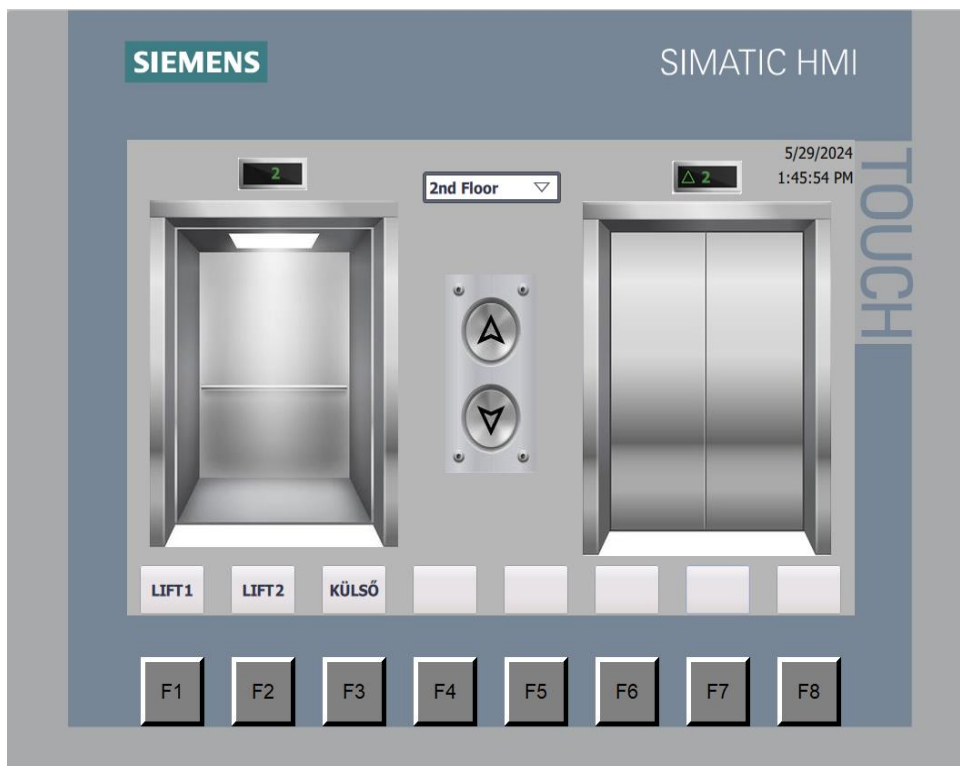 SIEMENS
SIMATIC HMI
TOUCH
5/29/2024
1:45:54 PM
2
2nd Floor
△ 2
LIFT1
LIFT2
KÜLSŐ
F1
F2
F3
F4
F5
F6
F7
F8